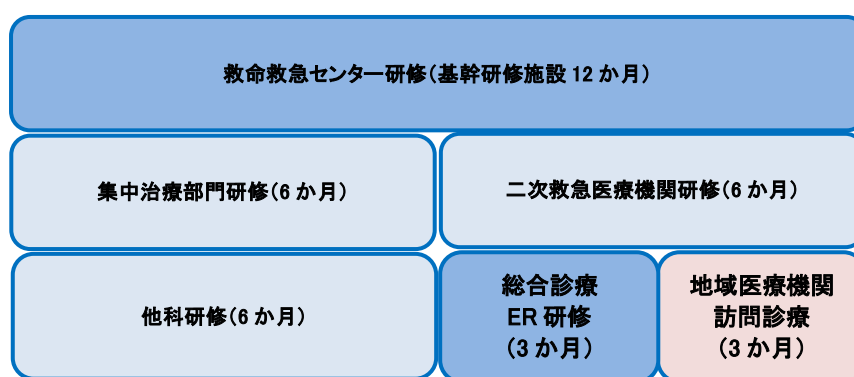 救命救急センター研修（基幹研修施設 12 か月）
集中治療部門研修（6 か月）
二次救急医療機関研修（6 か月）
他科研修（6 か月）
総合診療
ER 研修
（3 か月）
地域医療機関
訪問診療
（3 か月）